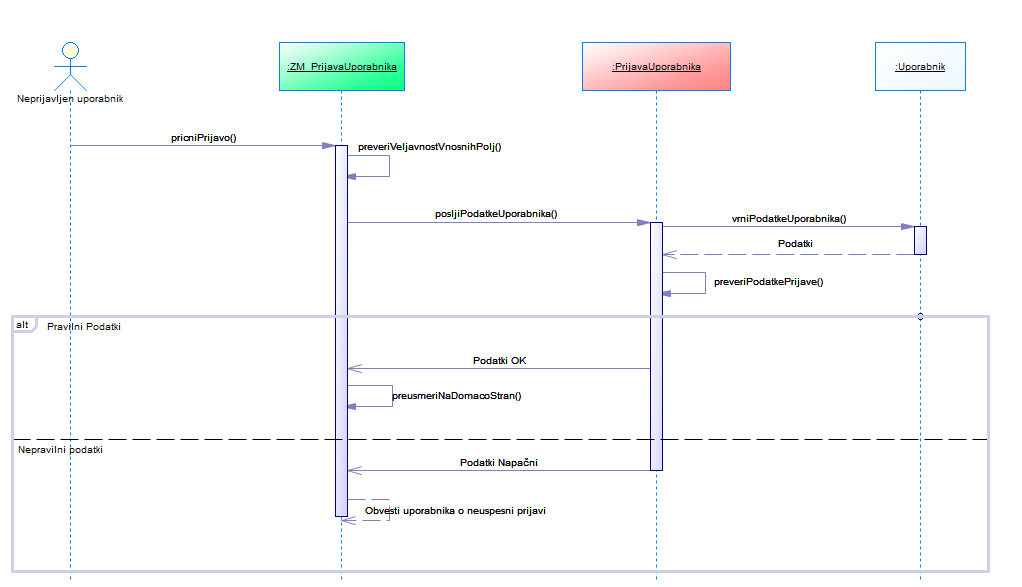 Neprijavljen uporabnik
:ZM_PrijavaUporabnika
:PrijavaUporabnika
:Uporabnik
pricniPrijavo()
preveriVeljavnostVnosnihPolj()
posljiPodatkeUporabnika()
vrniPodatkeUporabnika()
Podatki
preveriPodatkePrijave()
alt
Pravilni Podatki
Podatki OK
preusmeriNaDomacoStran()
Nepravilni podatki
Podatki Napačni
Obvesti uporabnika o neuspesni prijavi